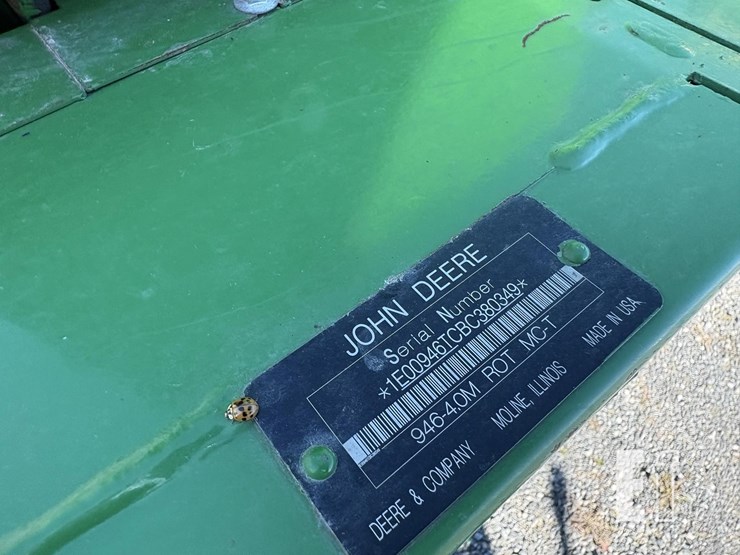 JOHN DEERE
Serial Number
*1E00946TCBC380349*
946-4.0M ROT MC-T
DEERE & COMPANY MOLINE, ILLINOIS MADE IN USA